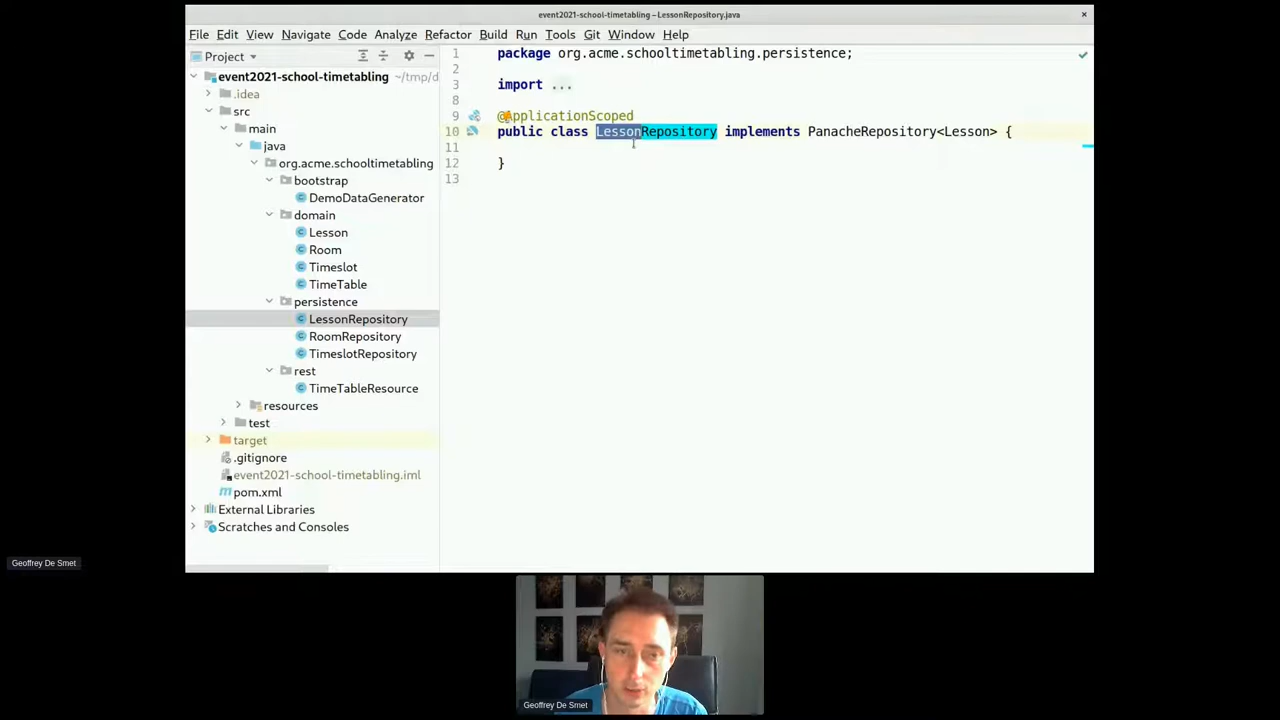 event2021-school-timetabling – LessonRepository.java
File Edit View Navigate Code Analyze Refactor Build Run Tools Git Window Help
Project
event2021-school-timetabling ~/tmp/d
.idea
src
main
java
org.acme.schooltimetabling
bootstrap
DemoDataGenerator
domain
Lesson
Room
Timeslot
TimeTable
persistence
LessonRepository
RoomRepository
TimeslotRepository
rest
TimeTableResource
resources
test
target
.gitignore
event2021-school-timetabling.iml
pom.xml
External Libraries
Scratches and Consoles
1 package org.acme.schooltimetabling.persistence;
2
3 import ...
8
9 @ApplicationScoped
10 public class LessonRepository implements PanacheRepository<Lesson> {
11
12 }
13
Geoffrey De Smet
Geoffrey De Smet